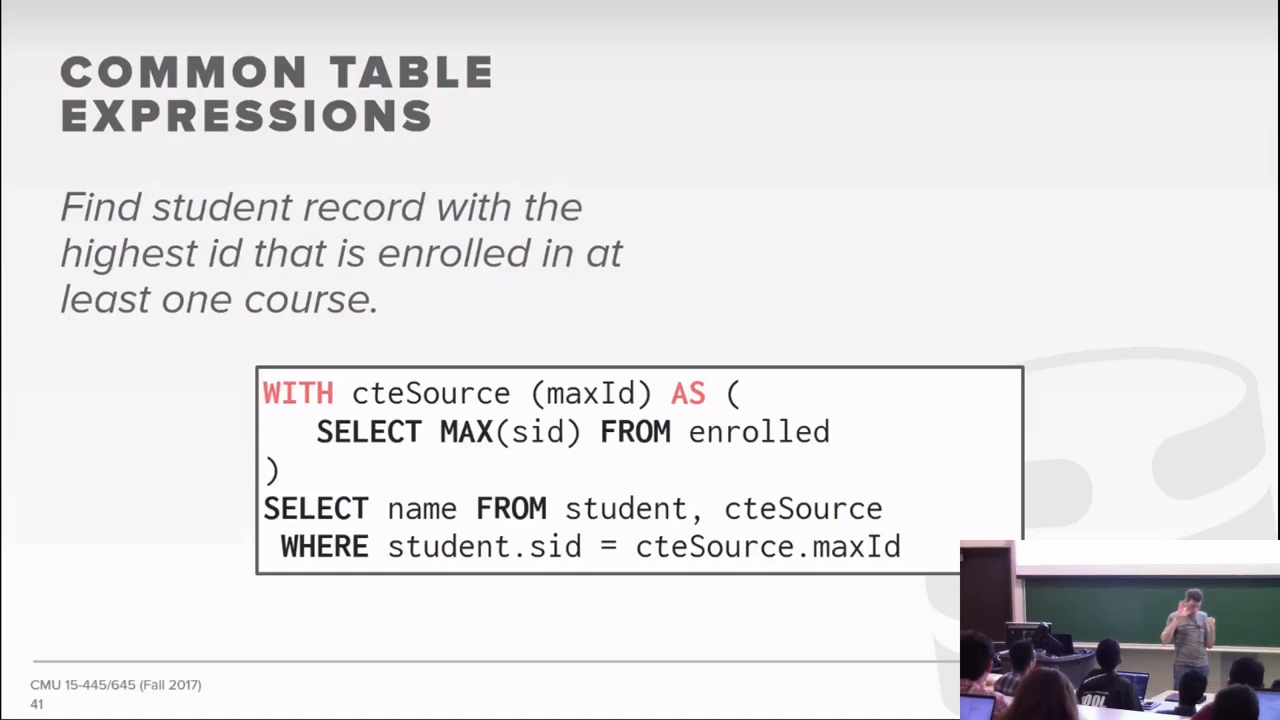 COMMON TABLE
EXPRESSIONS
Find student record with the
highest id that is enrolled in at
least one course.
WITH cteSource (maxId) AS (
SELECT MAX(sid) FROM enrolled
)
SELECT name FROM student, cteSource
WHERE student.sid = cteSource.maxId
CMU 15-445/645 (Fall 2017)
41